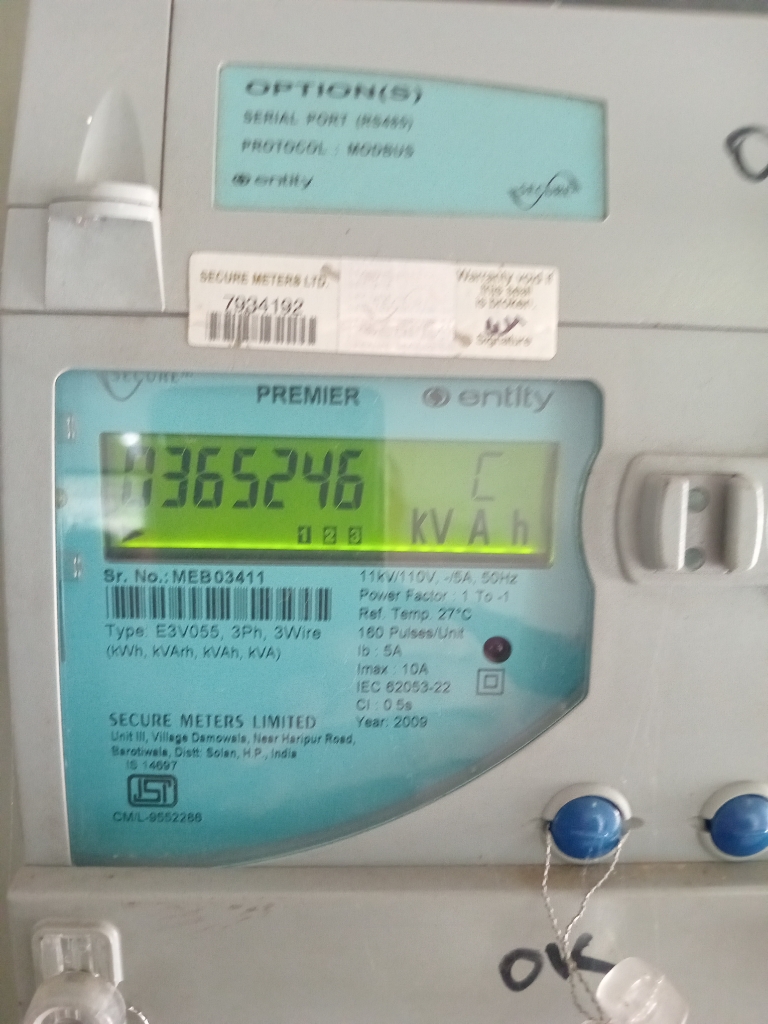 OPTION(S)
SERIAL PORT (RS485)
PROTOCOL : MODBUS
entity
SECURE
SECURE METERS LTD.
7934192
Warranty void if
this seal
is broken.
Signature
SECURE™
PREMIER
entity
0365246 C
1 2 3 kVAh
Sr. No.: MEB03411
Type: E3V055, 3Ph, 3Wire
(kWh, kVArh, kVAh, kVA)
11kV/110V, -/5A, 50Hz
Power Factor : 1 To -1
Ref. Temp. 27°C
160 Pulses/Unit
Ib : 5A
Imax : 10A
IEC 62053-22
Cl : 0.5s
Year: 2009
SECURE METERS LIMITED
Unit III, Village Damowala, Near Haripur Road,
Barotiwala, Distt: Solan, H.P., India
IS 14697
CM/L-9552286
OK